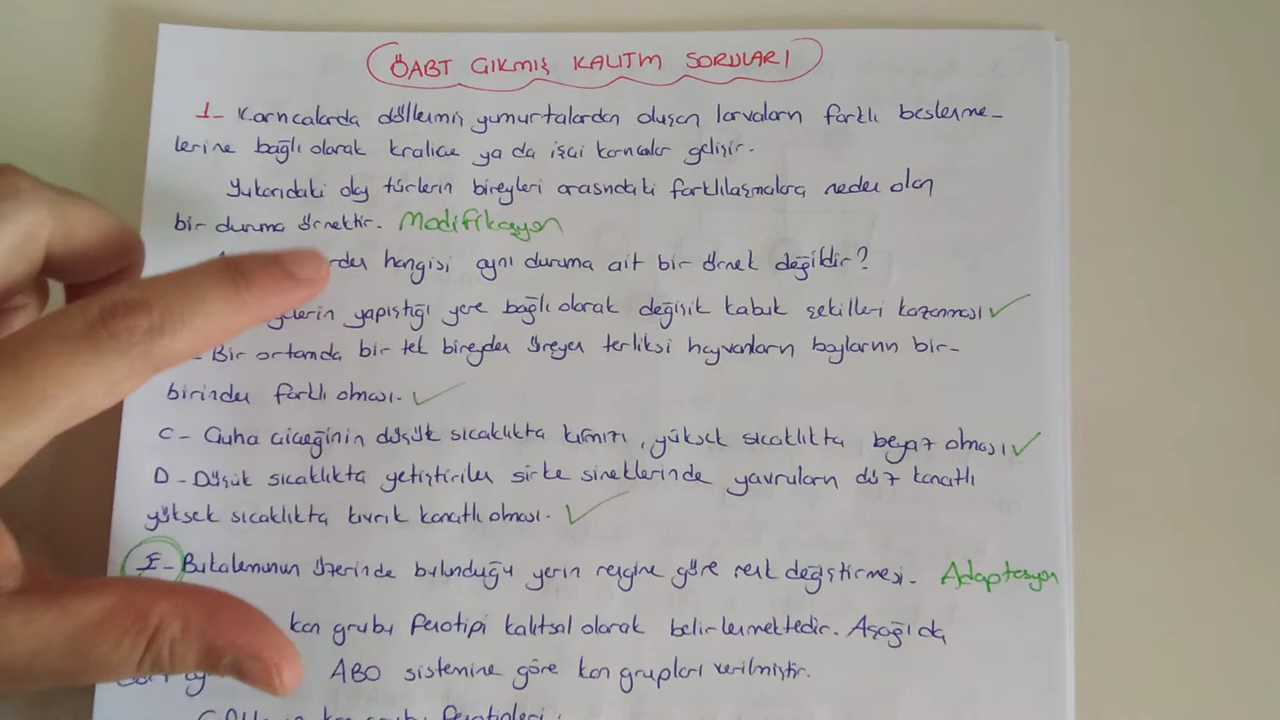 ÖABT ÇIKMIŞ KALITIM SORULARI
1- Karıncalarda döllenmiş yumurtalardan oluşan larvaların farklı beslenme-
lerine bağlı olarak kraliçe ya da işçi karıncalar gelişir.
Yukarıdaki olay türlerin bireyleri arasındaki farklılaşmalara neden olan
bir duruma örnektir. Modifikasyon
hangisi aynı duruma ait bir örnek değildir?
yapıştığı yere bağlı olarak değişik kabuk şekilleri kazanması ✓
- Bir ortamda bir tek bireyden üreyen terliksi hayvanların boylarının bir-
birinden farklı olması. ✓
C- Çuha çiçeğinin düşük sıcaklıkta kırmızı, yüksek sıcaklıkta beyaz olması ✓
D- Düşük sıcaklıkta yetiştirilen sirke sineklerinde yavruların düz kanatlı
yüksek sıcaklıkta kıvrık kanatlı olması. ✓
E- Bukalemunun üzerinde bulunduğu yerin rengine göre renk değiştirmesi. Adaptasyon
kan grubu fenotipi kalıtsal olarak belirlenmektedir. Aşağıda
ABO sistemine göre kan grupları verilmiştir.
kan grubu fenotipleri: